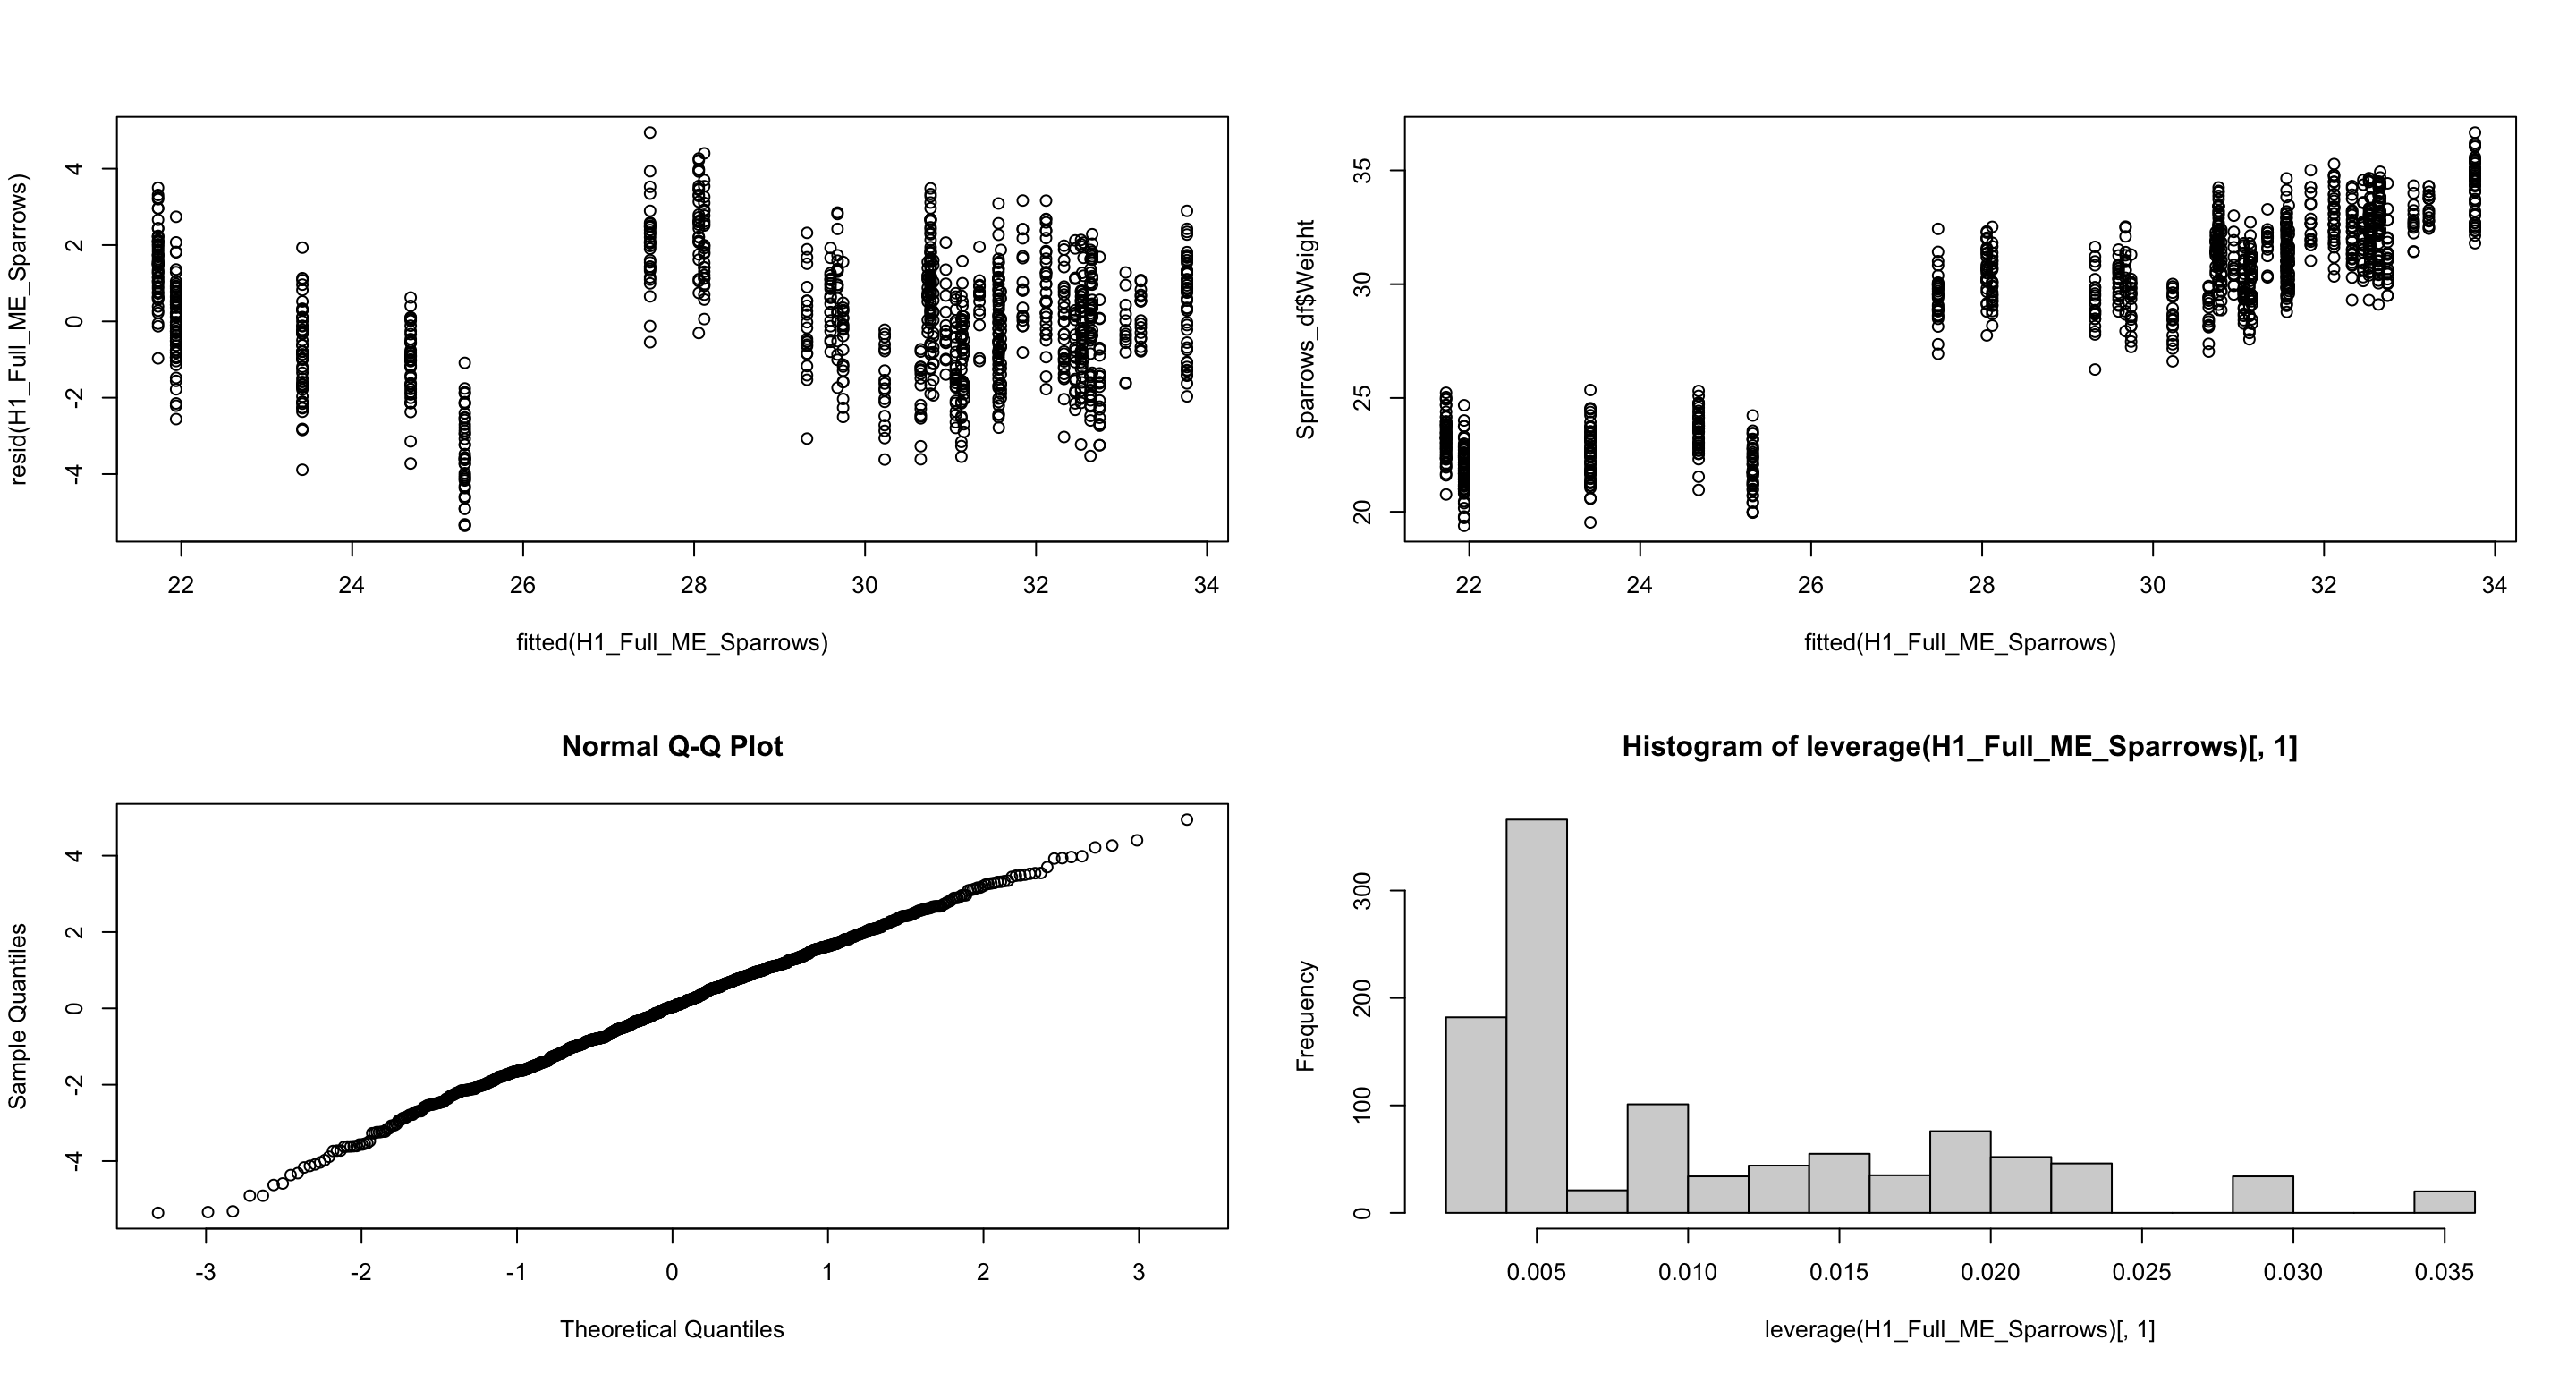 resid(H1_Full_ME_Sparrows)
4
2
0
-2
-4
22 24 26 28 30 32 34
fitted(H1_Full_ME_Sparrows)
Sparrows_df$Weight
35
30
25
20
22 24 26 28 30 32 34
fitted(H1_Full_ME_Sparrows)
Normal Q-Q Plot
Sample Quantiles
4
2
0
-2
-4
-3 -2 -1 0 1 2 3
Theoretical Quantiles
Histogram of leverage(H1_Full_ME_Sparrows)[, 1]
Frequency
300
200
100
0
0.005 0.010 0.015 0.020 0.025 0.030 0.035
leverage(H1_Full_ME_Sparrows)[, 1]